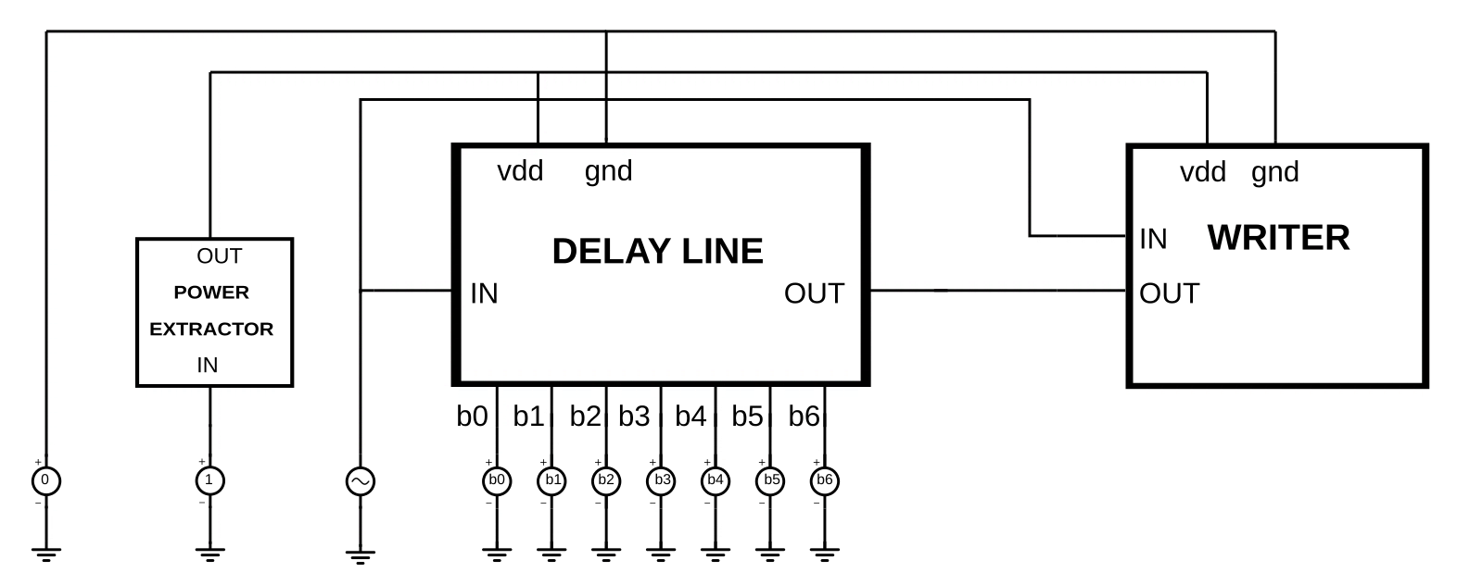 vdd gnd
vdd gnd
DELAY LINE
WRITER
IN
OUT
OUT
POWER
EXTRACTOR
IN
IN
OUT
OUT
b0 b1 b2 b3 b4 b5 b6
+ + + + + + + + +
0 1 b0 b1 b2 b3 b4 b5 b6
− − − − − − − − −